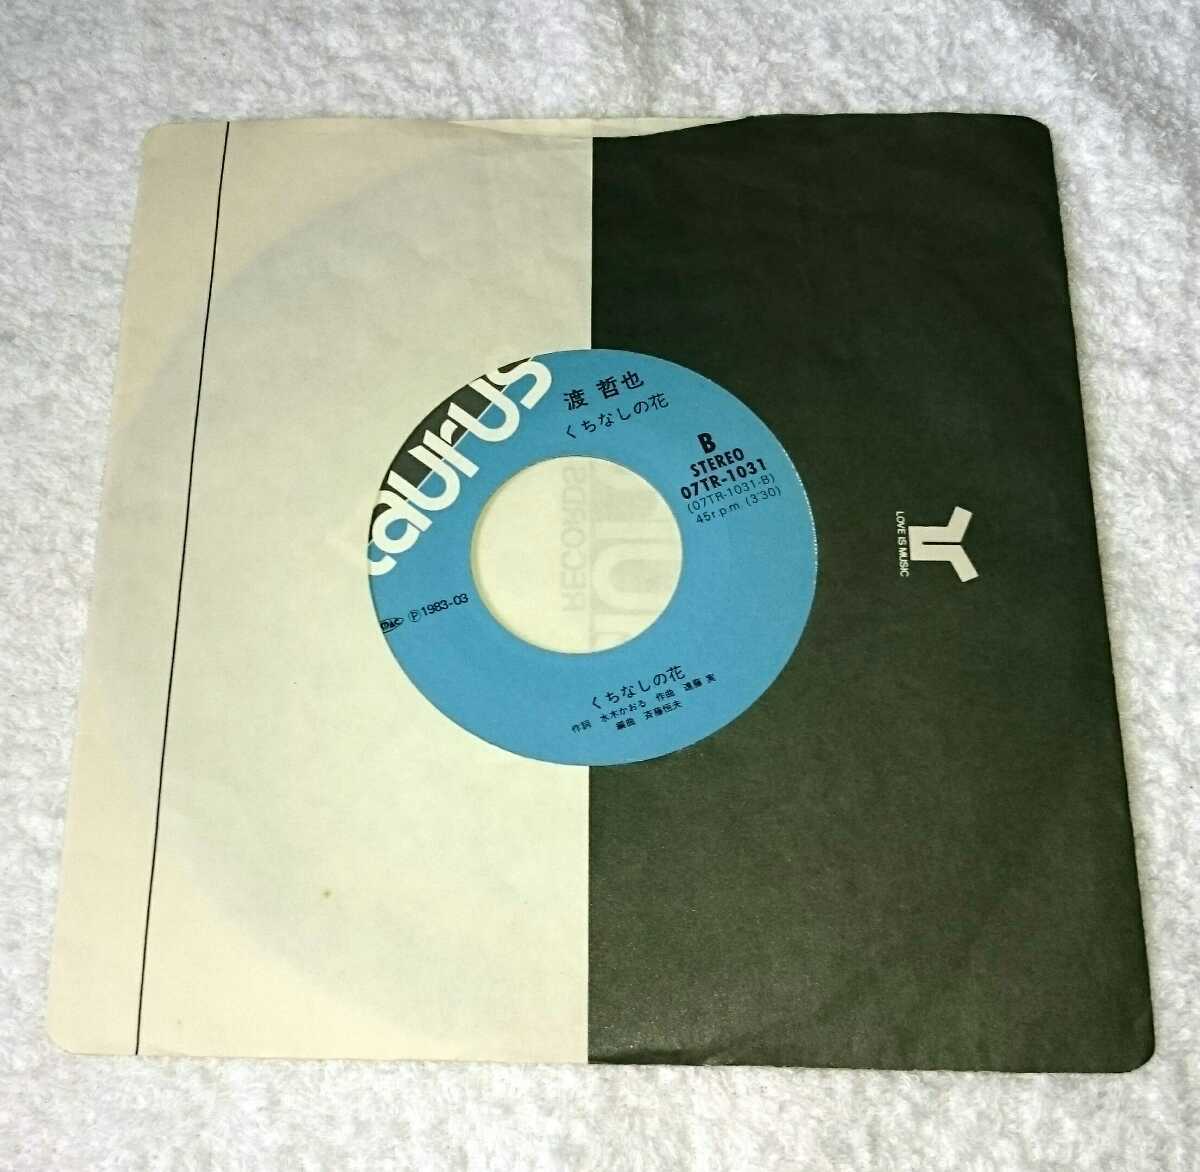 taurus
渡 哲也
くちなしの花
B
STEREO
07TR-1031
(07TR-1031-B)
45r.p.m. (3'30)
RECORDS
Ⓟ1983-03
くちなしの花
作詞 水木かおる 作曲 遠藤 実
編曲 斉藤恒夫
LOVE IS MUSIC